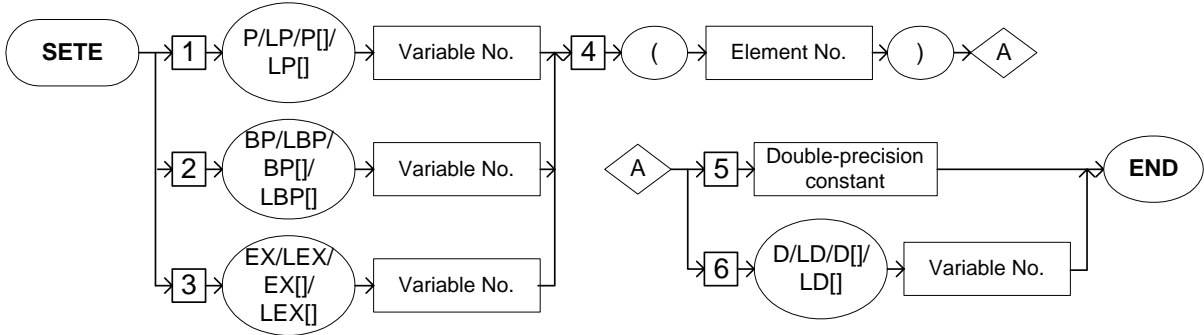 SETE
1
P/LP/P[]/
LP[]
Variable No.
4
(
Element No.
)
A
2
BP/LBP/
BP[]/
LBP[]
Variable No.
3
EX/LEX/
EX[]/
LEX[]
Variable No.
A
5
Double-precision
constant
END
6
D/LD/D[]/
LD[]
Variable No.